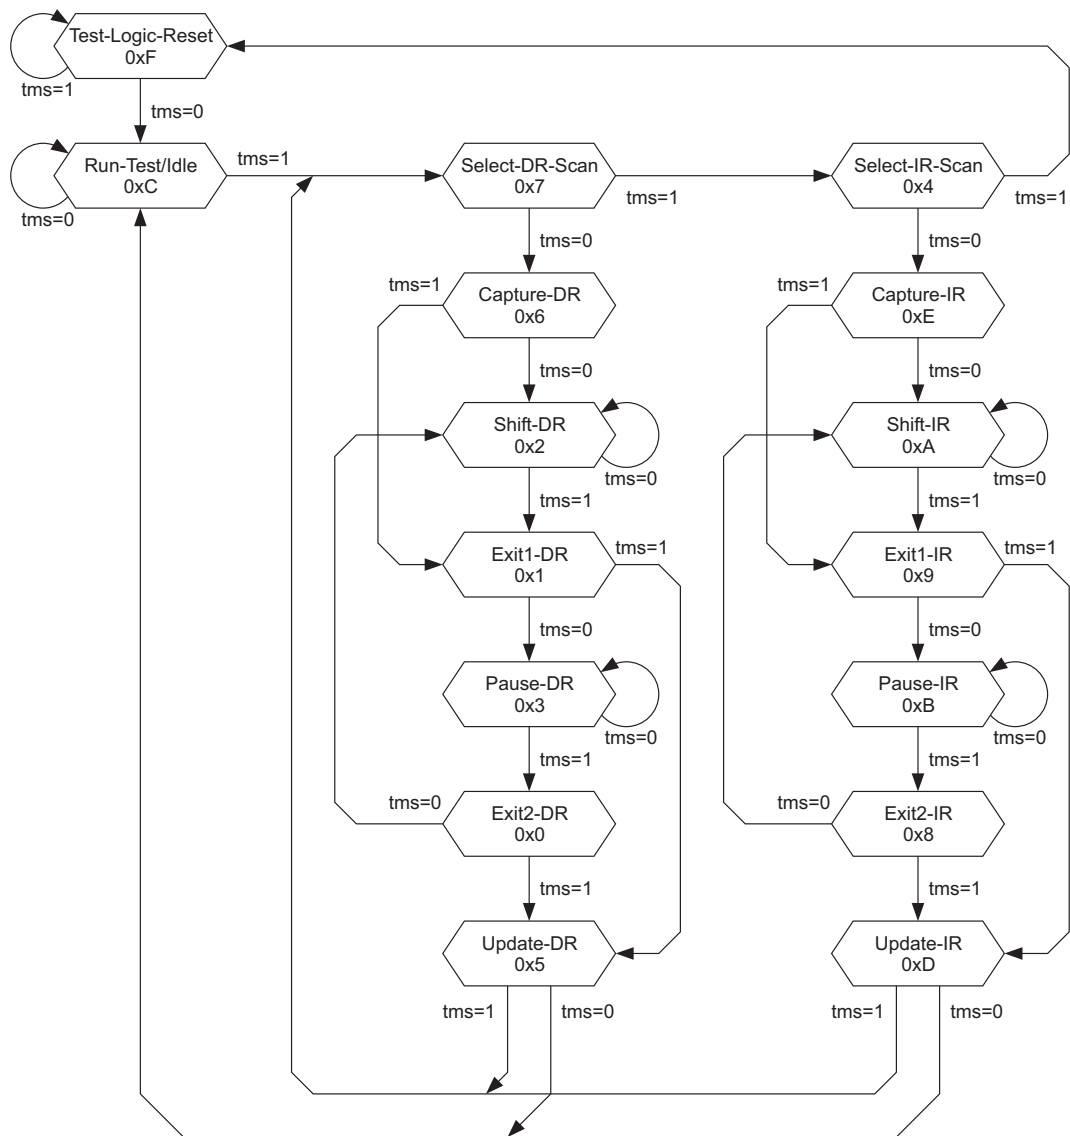 Test-Logic-Reset
0xF
tms=1
tms=0
Run-Test/Idle
0xC
tms=0
tms=1
Select-DR-Scan
0x7
tms=1
Select-IR-Scan
0x4
tms=1
tms=0
tms=0
tms=1
Capture-DR
0x6
tms=1
Capture-IR
0xE
tms=0
tms=0
Shift-DR
0x2
tms=0
Shift-IR
0xA
tms=0
tms=1
tms=1
Exit1-DR
0x1
tms=1
Exit1-IR
0x9
tms=1
tms=0
tms=0
Pause-DR
0x3
tms=0
Pause-IR
0xB
tms=0
tms=1
tms=1
tms=0
Exit2-DR
0x0
tms=0
Exit2-IR
0x8
tms=1
tms=1
Update-DR
0x5
Update-IR
0xD
tms=1
tms=0
tms=1
tms=0